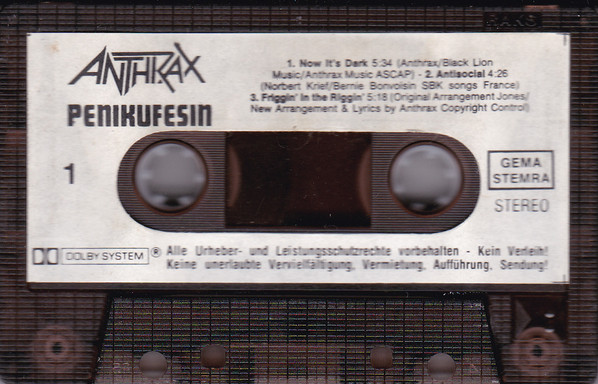 RAKS
ANTHRAX
PENIKUFESIN
1. Now It's Dark 5:34 (Anthrax/Black Lion
Music/Anthrax Music ASCAP) - 2. Antisocial 4:26
(Norbert Krief/Bernie Bonvoisin SBK songs France)
3. Friggin' In the Riggin' 5:18 (Original Arrangement Jones/
New Arrangement & Lyrics by Anthrax Copyright Control)
1
GEMA
STEMRA
STEREO
DOLBY SYSTEM
® Alle Urheber- und Leistungsschutzrechte vorbehalten - Kein Verleih!
Keine unerlaubte Vervielfältigung, Vermietung, Aufführung, Sendung!